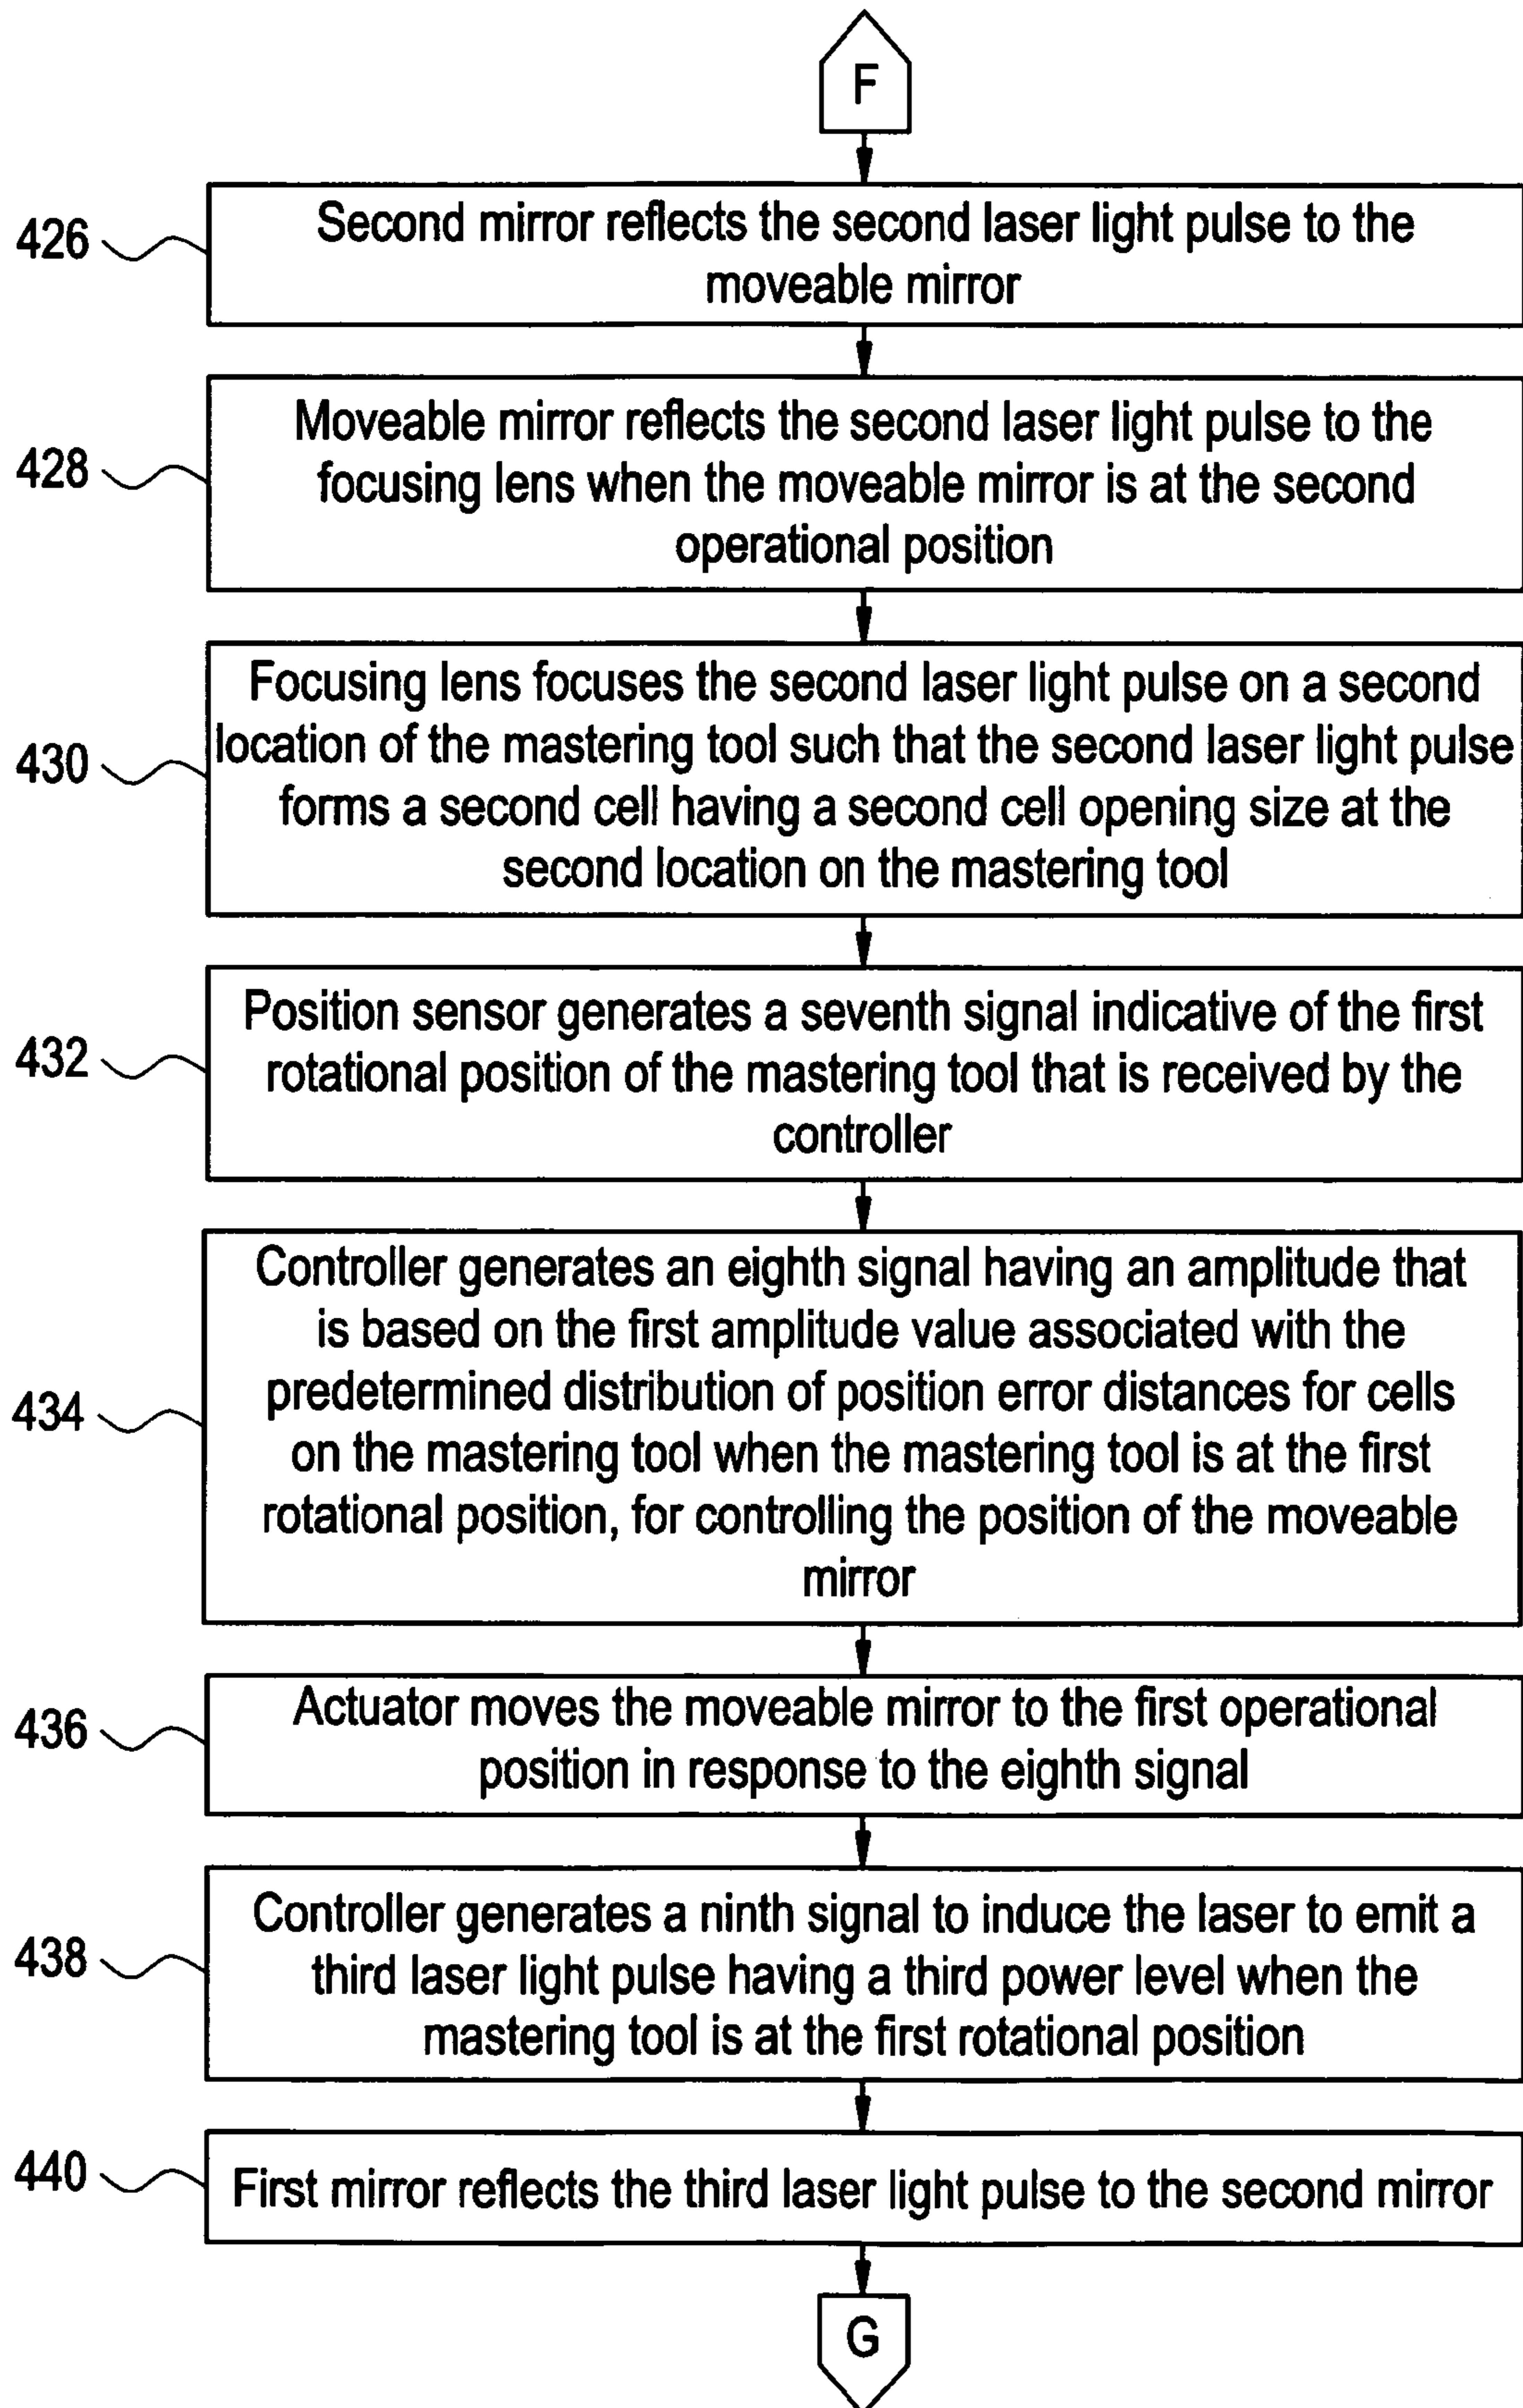 F
426
Second mirror reflects the second laser light pulse to the
moveable mirror
428
Moveable mirror reflects the second laser light pulse to the
focusing lens when the moveable mirror is at the second
operational position
430
Focusing lens focuses the second laser light pulse on a second
location of the mastering tool such that the second laser light pulse
forms a second cell having a second cell opening size at the
second location on the mastering tool
432
Position sensor generates a seventh signal indicative of the first
rotational position of the mastering tool that is received by the
controller
434
Controller generates an eighth signal having an amplitude that
is based on the first amplitude value associated with the
predetermined distribution of position error distances for cells
on the mastering tool when the mastering tool is at the first
rotational position, for controlling the position of the moveable
mirror
436
Actuator moves the moveable mirror to the first operational
position in response to the eighth signal
438
Controller generates a ninth signal to induce the laser to emit a
third laser light pulse having a third power level when the
mastering tool is at the first rotational position
440
First mirror reflects the third laser light pulse to the second mirror
G